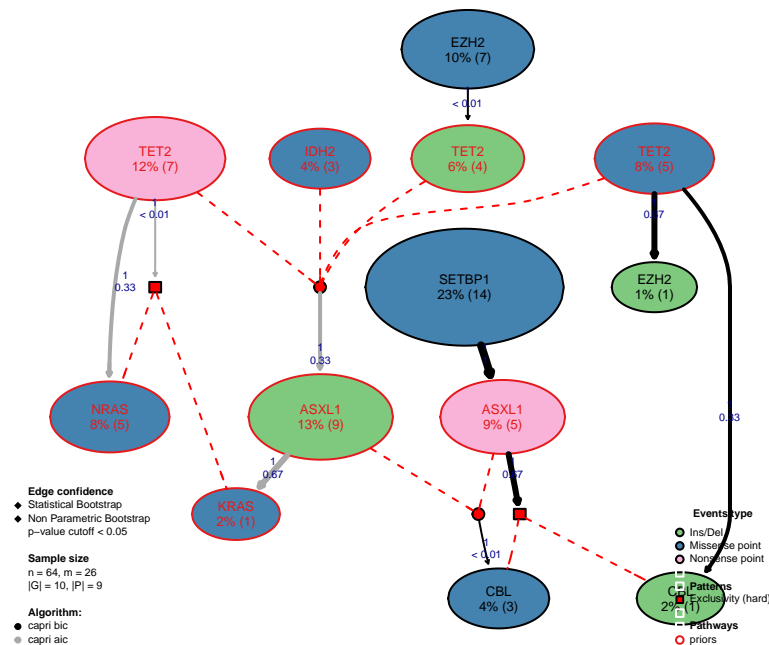 EZH2
10% (7)
< 0.01
TET2
12% (7)
IDH2
4% (3)
TET2
6% (4)
TET2
8% (5)
1
< 0.01
0.67
SETBP1
23% (14)
EZH2
1% (1)
1
0.33
1
0.33
NRAS
8% (5)
ASXL1
13% (9)
ASXL1
9% (5)
0.33
1
0.67
0.67
KRAS
2% (1)
1
< 0.01
CBL
4% (3)
2% (1)
Edge confidence
Statistical Bootstrap
Non Parametric Bootstrap
p−value cutoff < 0.05
Sample size
n = 64, m = 26
|G| = 10, |P| = 9
Algorithm:
capri bic
capri aic
Events type
Ins/Del
Missense point
Nonsense point
Patterns
Exclusivity (hard)
Pathways
priors